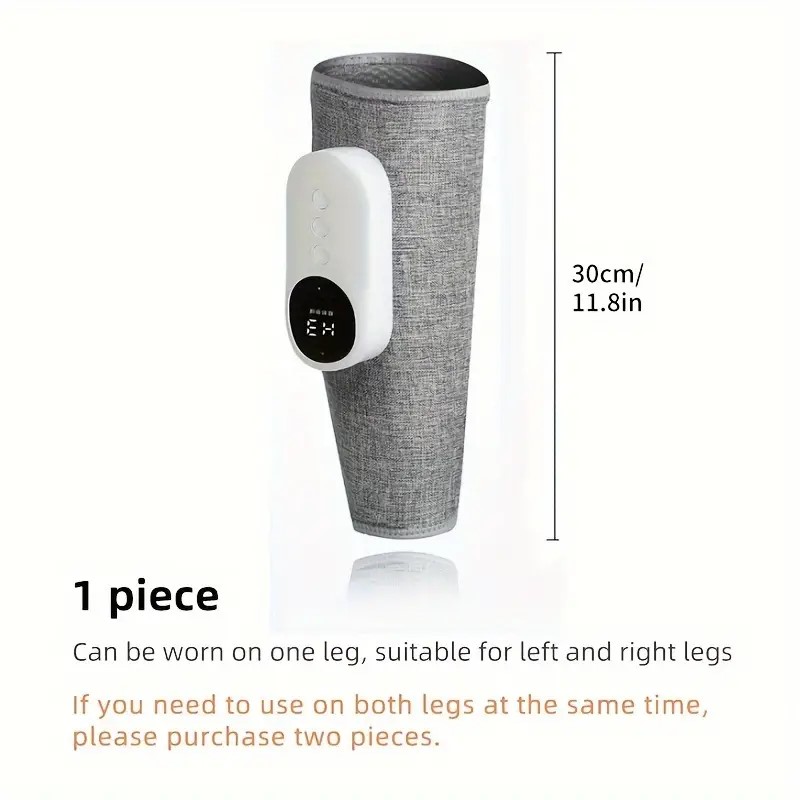 EH
30cm/
11.8in
1 piece
Can be worn on one leg, suitable for left and right legs
If you need to use on both legs at the same time,
please purchase two pieces.